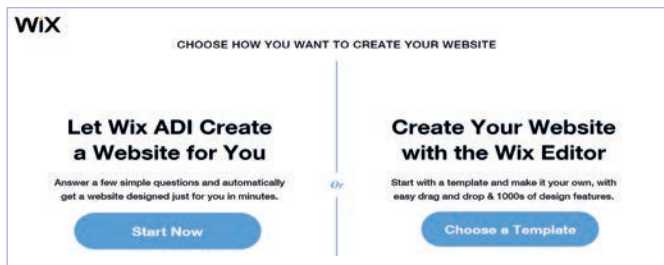 WiX
CHOOSE HOW YOU WANT TO CREATE YOUR WEBSITE
Let Wix ADI Create
a Website for You
Answer a few simple questions and automatically
get a website designed just for you in minutes.
Start Now
Or
Create Your Website
with the Wix Editor
Start with a template and make it your own, with
easy drag and drop & 1000s of design features.
Choose a Template